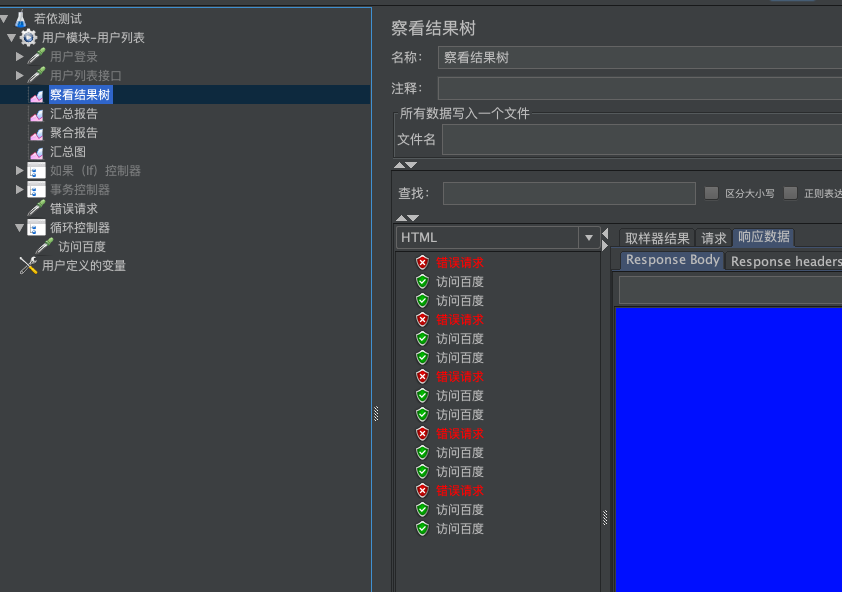 若依测试
用户模块-用户列表
用户登录
用户列表接口
察看结果树
汇总报告
聚合报告
汇总图
如果（If）控制器
事务控制器
错误请求
循环控制器
访问百度
用户定义的变量
察看结果树
名称：
察看结果树
注释：
所有数据写入一个文件
文件名
查找：
区分大小写
正则表达
HTML
取样器结果
请求
响应数据
Response Body
Response headers
错误请求
访问百度
访问百度
错误请求
访问百度
访问百度
错误请求
访问百度
访问百度
错误请求
访问百度
访问百度
错误请求
访问百度
访问百度